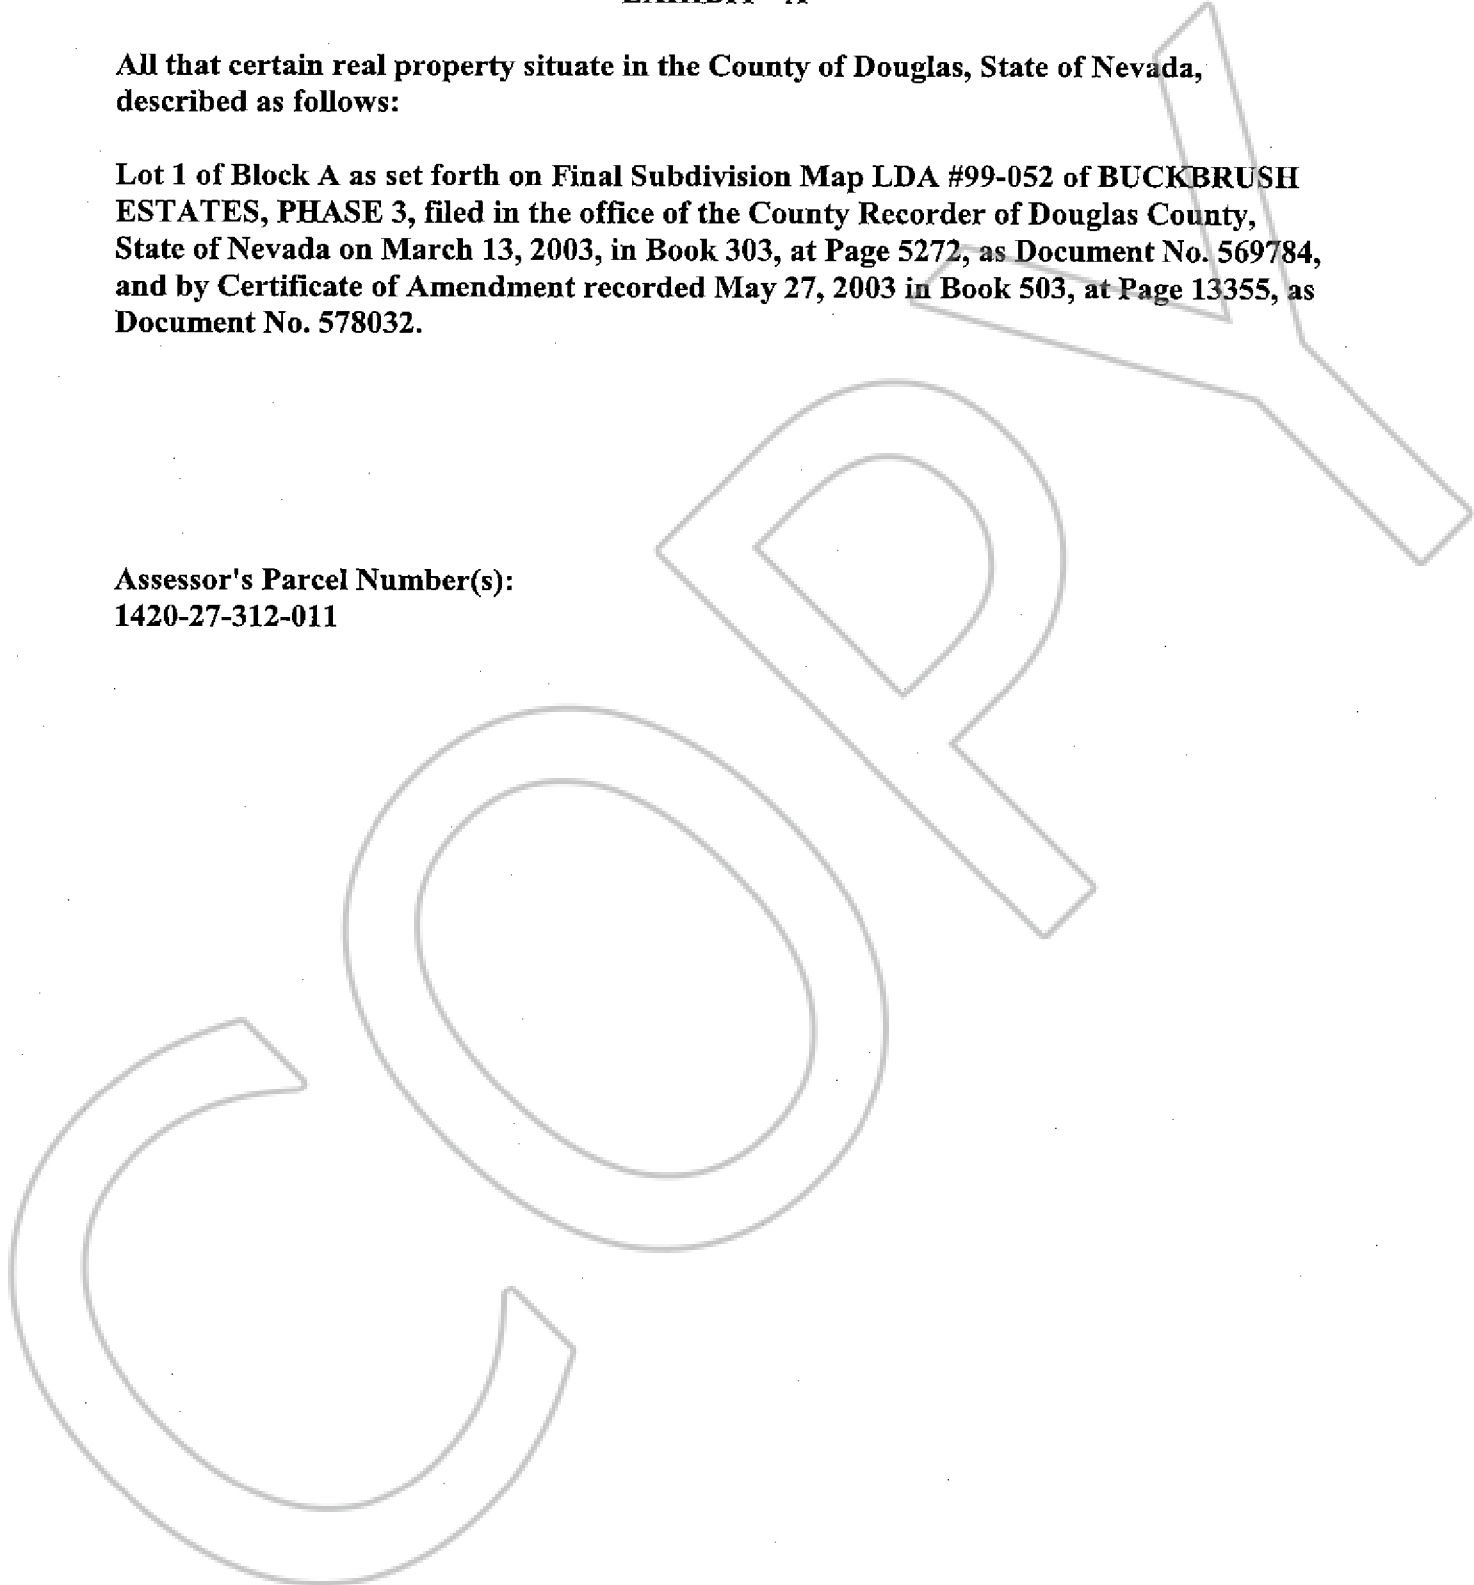 All that certain real property situate in the County of Douglas, State of Nevada,
described as follows:
Lot 1 of Block A as set forth on Final Subdivision Map LDA #99-052 of BUCKBRUSH
ESTATES, PHASE 3, filed in the office of the County Recorder of Douglas County,
State of Nevada on March 13, 2003, in Book 303, at Page 5272, as Document No. 569784,
and by Certificate of Amendment recorded May 27, 2003 in Book 503, at Page 13355, as
Document No. 578032.
Assessor's Parcel Number(s):
1420-27-312-011
COPY